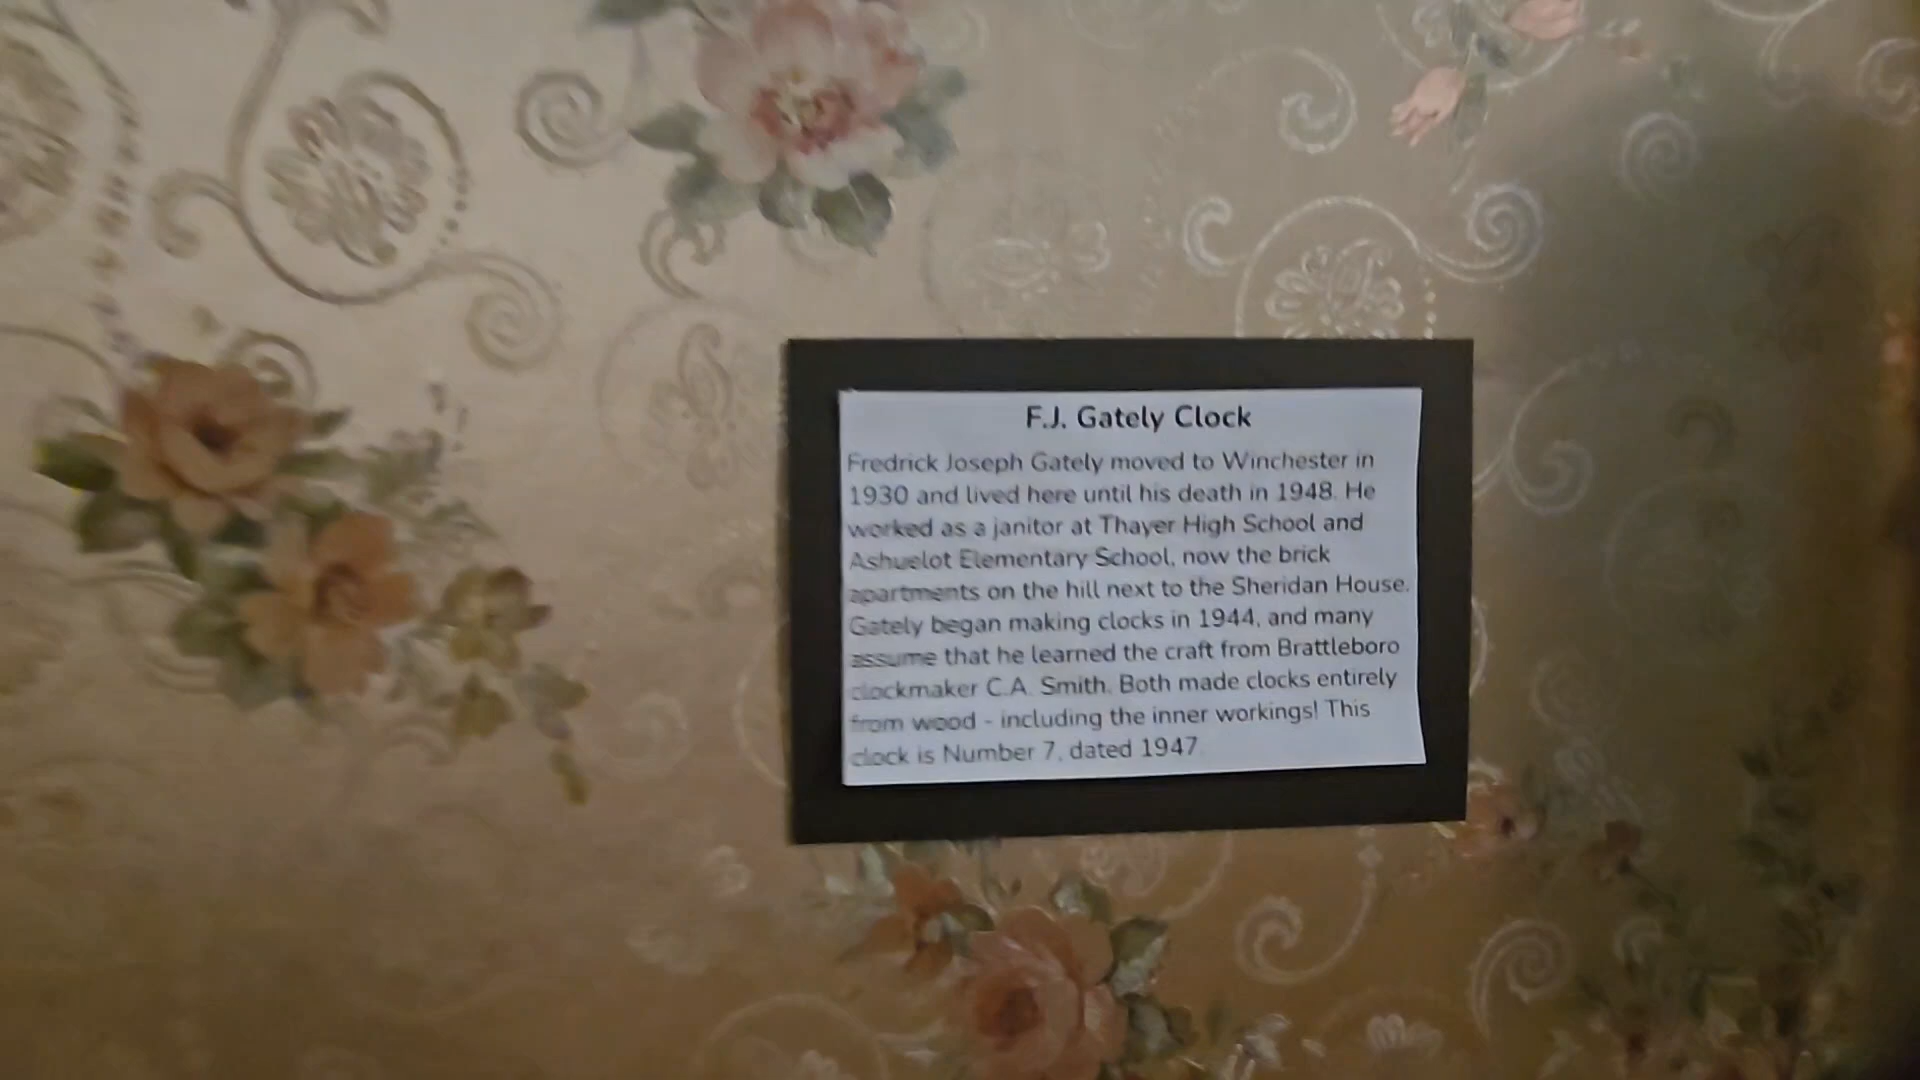 F.J. Gately Clock
Fredrick Joseph Gately moved to Winchester in
1930 and lived here until his death in 1948. He
worked as a janitor at Thayer High School and
Ashuelot Elementary School, now the brick
apartments on the hill next to the Sheridan House.
Gately began making clocks in 1944, and many
assume that he learned the craft from Brattleboro
clockmaker C.A. Smith. Both made clocks entirely
from wood - including the inner workings! This
clock is Number 7, dated 1947.